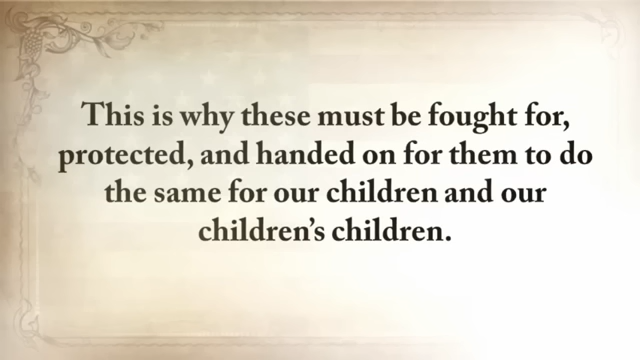 This is why these must be fought for,
protected, and handed on for them to do
the same for our children and our
children’s children.